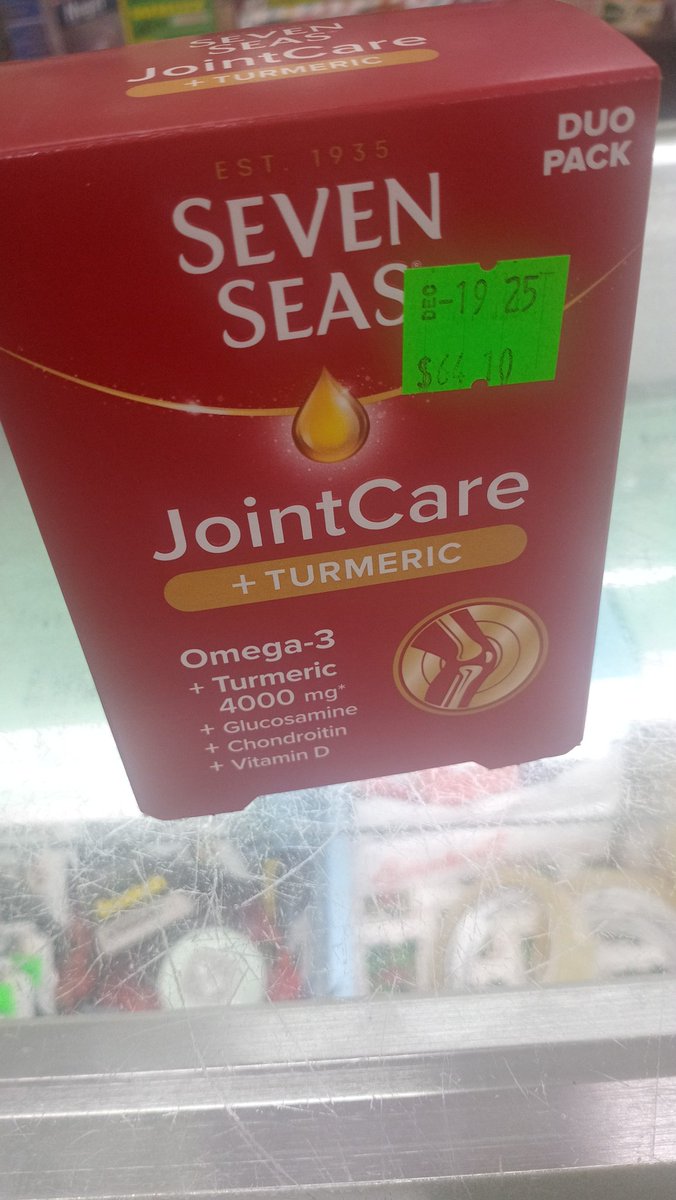 SEVEN
SEAS
JointCare
+ TURMERIC
DUO
PACK
EST. 1935
SEVEN
SEAS
DEC-19 25
$64 10
JointCare
+ TURMERIC
Omega-3
+ Turmeric
4000 mg*
+ Glucosamine
+ Chondroitin
+ Vitamin D